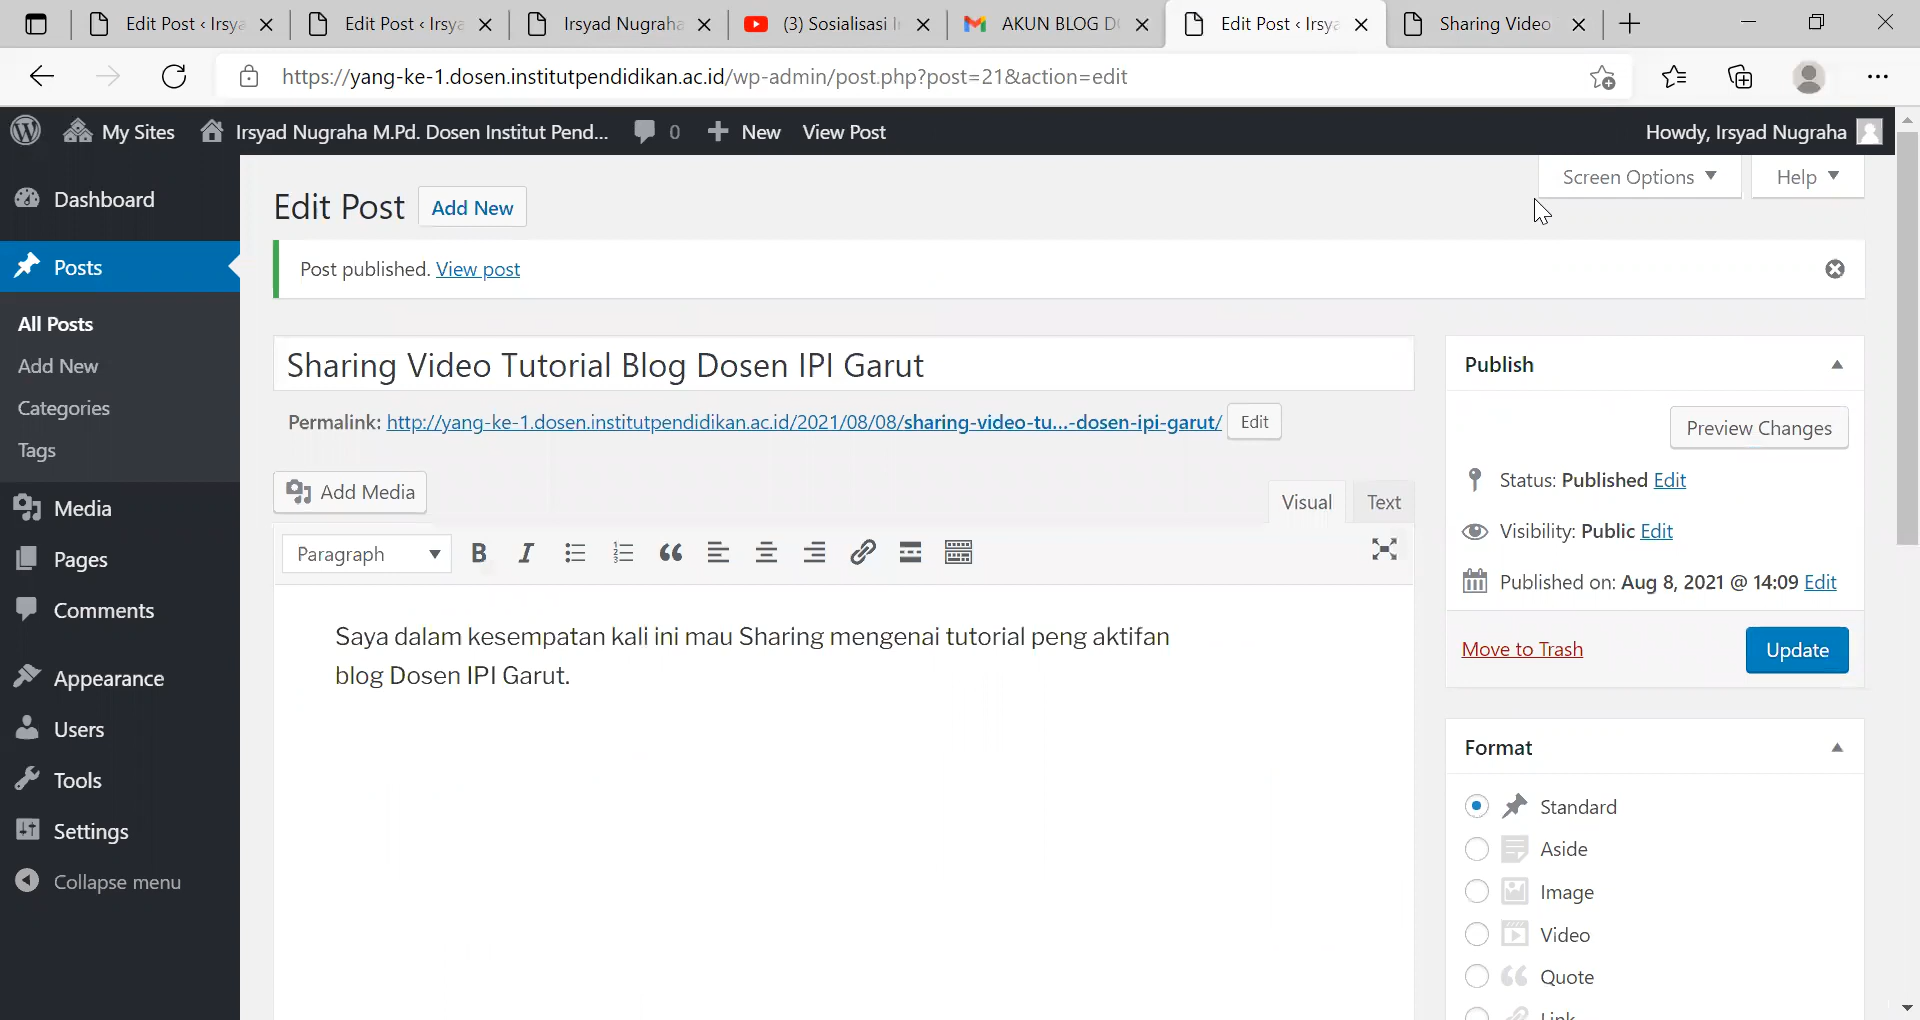 Edit Post ‹ Irsya
Edit Post ‹ Irsya
Irsyad Nugraha
(3) Sosialisasi
AKUN BLOG D
Edit Post ‹ Irsya
Sharing Video
https://yang-ke-1.dosen.institutpendidikan.ac.id/wp-admin/post.php?post=21&action=edit
My Sites
Irsyad Nugraha M.Pd. Dosen Institut Pend...
0
New
View Post
Howdy, Irsyad Nugraha
Screen Options
Help
Dashboard
Posts
All Posts
Add New
Categories
Tags
Media
Pages
Comments
Appearance
Users
Tools
Settings
Collapse menu
Edit Post
Add New
Post published. View post
Sharing Video Tutorial Blog Dosen IPI Garut
Permalink: http://yang-ke-1.dosen.institutpendidikan.ac.id/2021/08/08/sharing-video-tu...-dosen-ipi-garut/
Edit
Add Media
Visual
Text
Paragraph
Saya dalam kesempatan kali ini mau Sharing mengenai tutorial peng aktifan
blog Dosen IPI Garut.
Publish
Preview Changes
Status: Published Edit
Visibility: Public Edit
Published on: Aug 8, 2021 @ 14:09 Edit
Move to Trash
Update
Format
Standard
Aside
Image
Video
Quote
Link